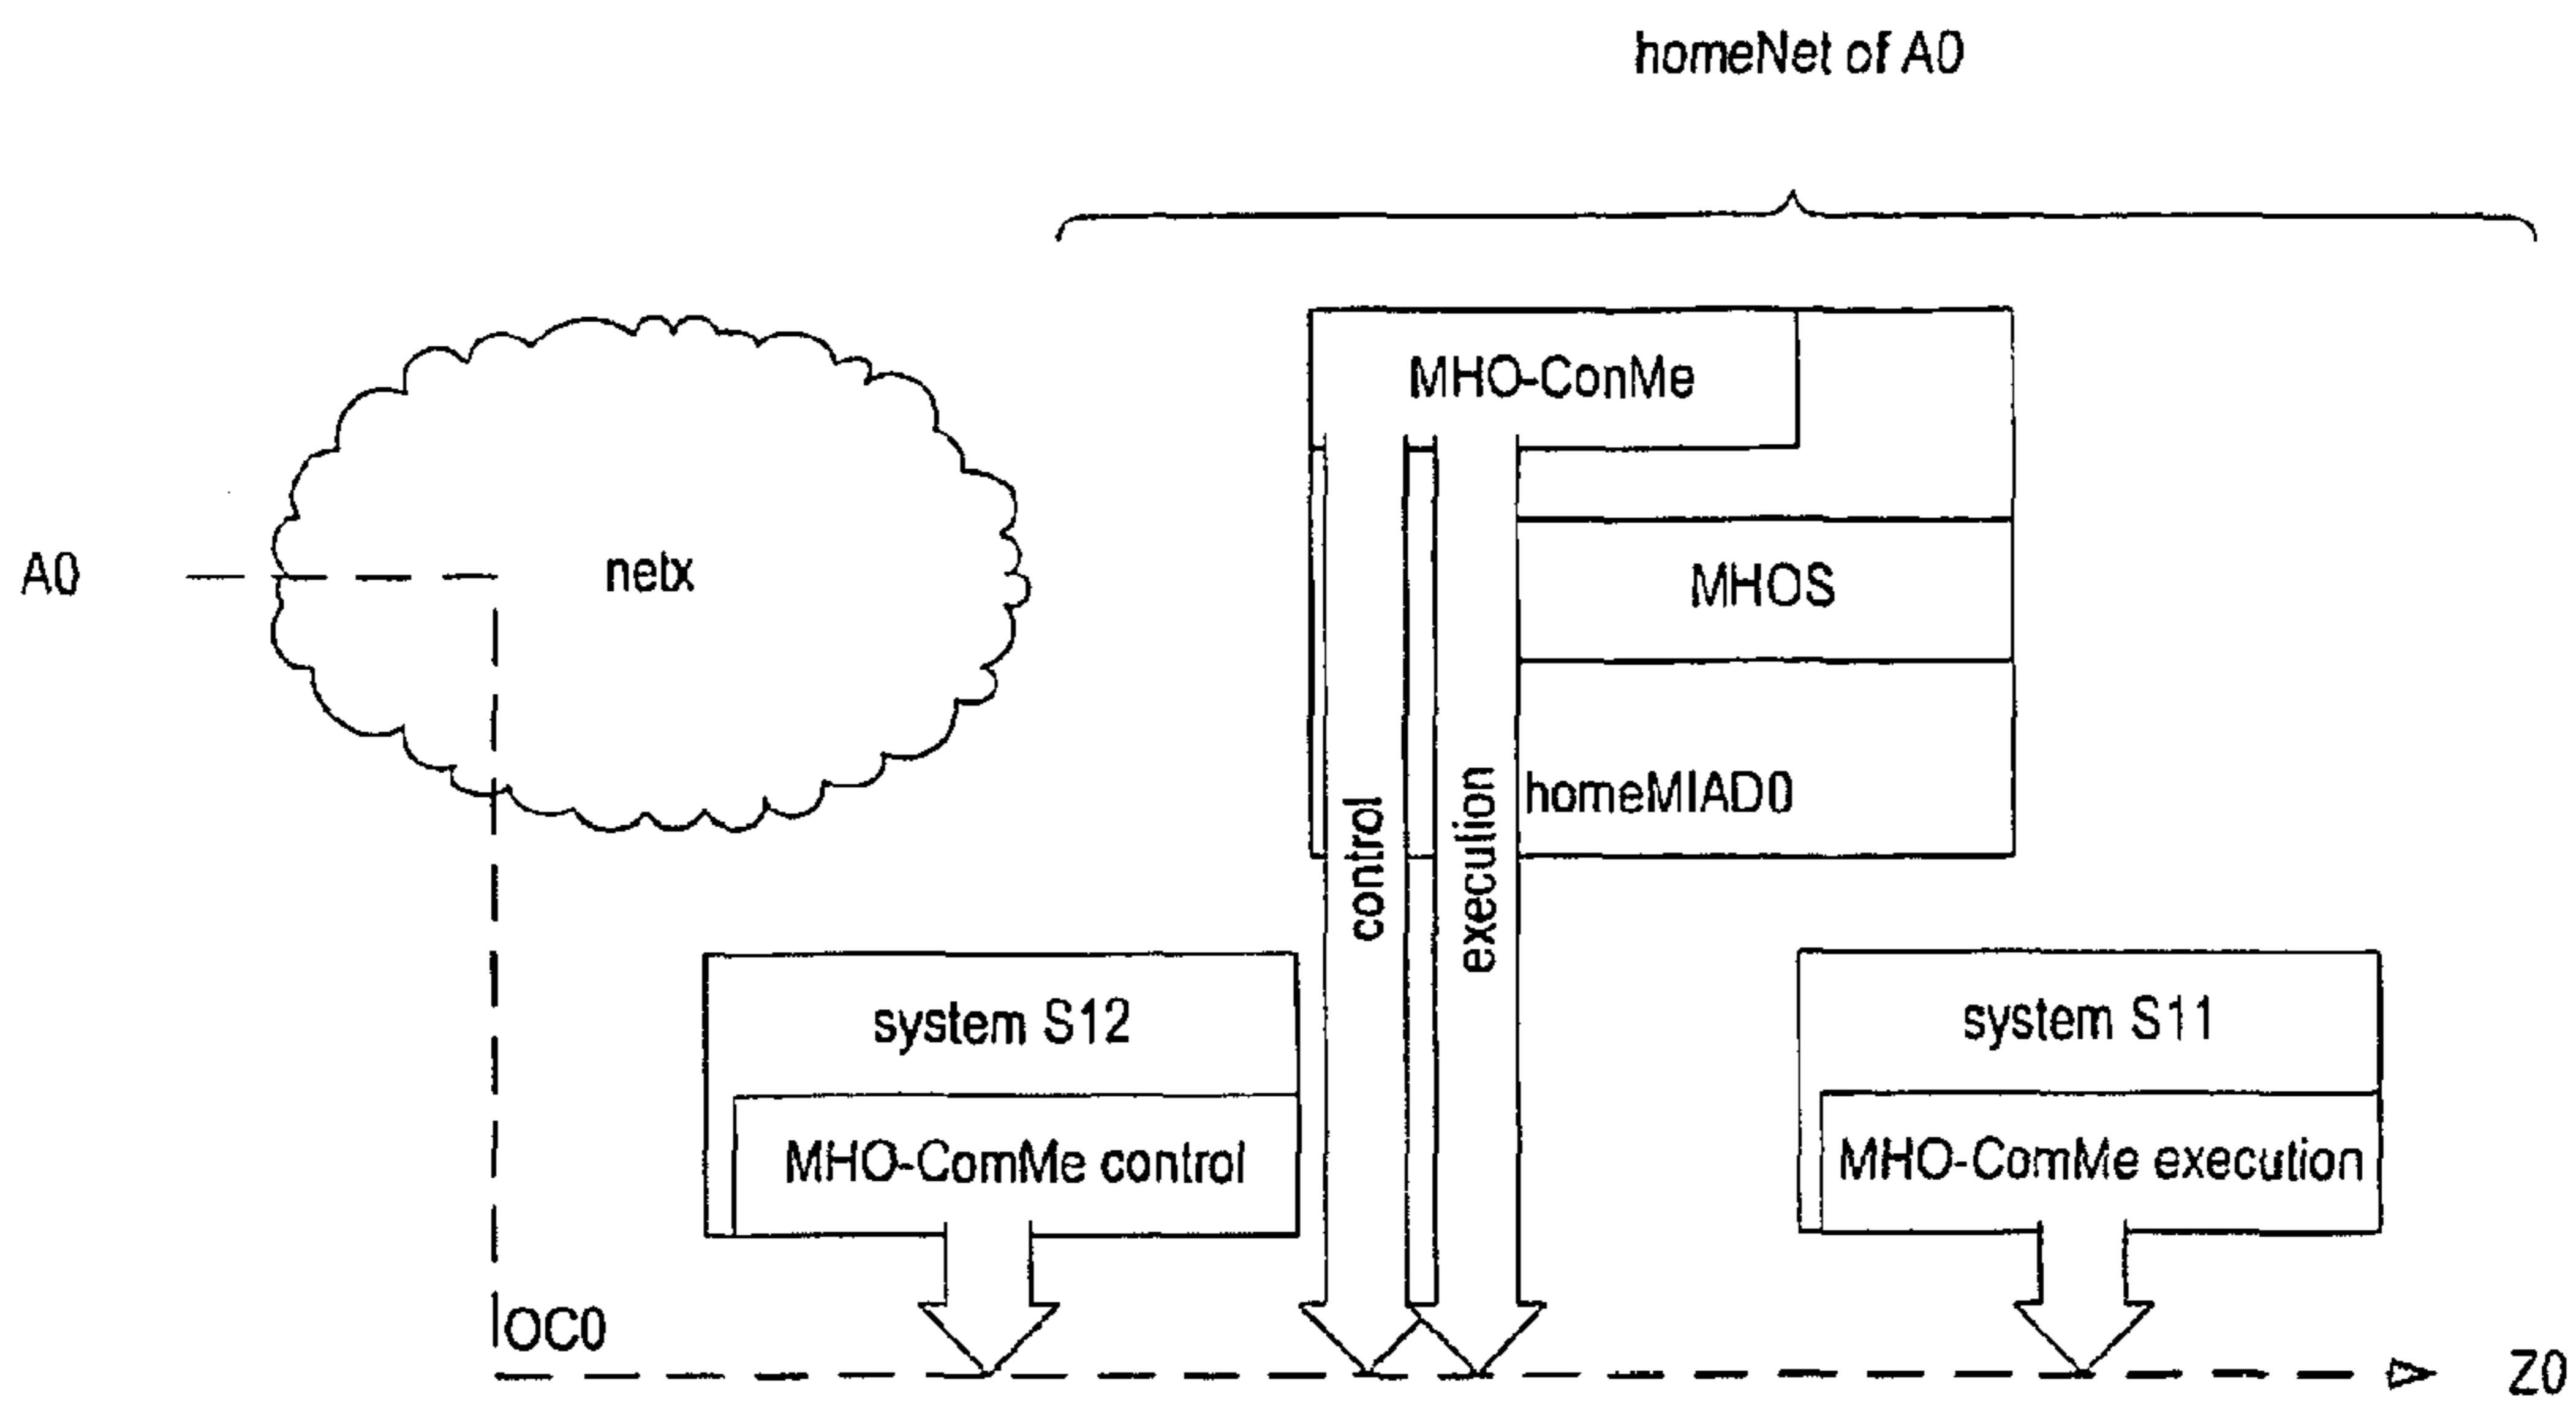 homeNet of A0
MHO-ConMe
A0
netx
MHOS
homeMIAD0
control
execution
system S12
system S11
MHO-ComMe control
MHO-ComMe execution
OC0
Z0